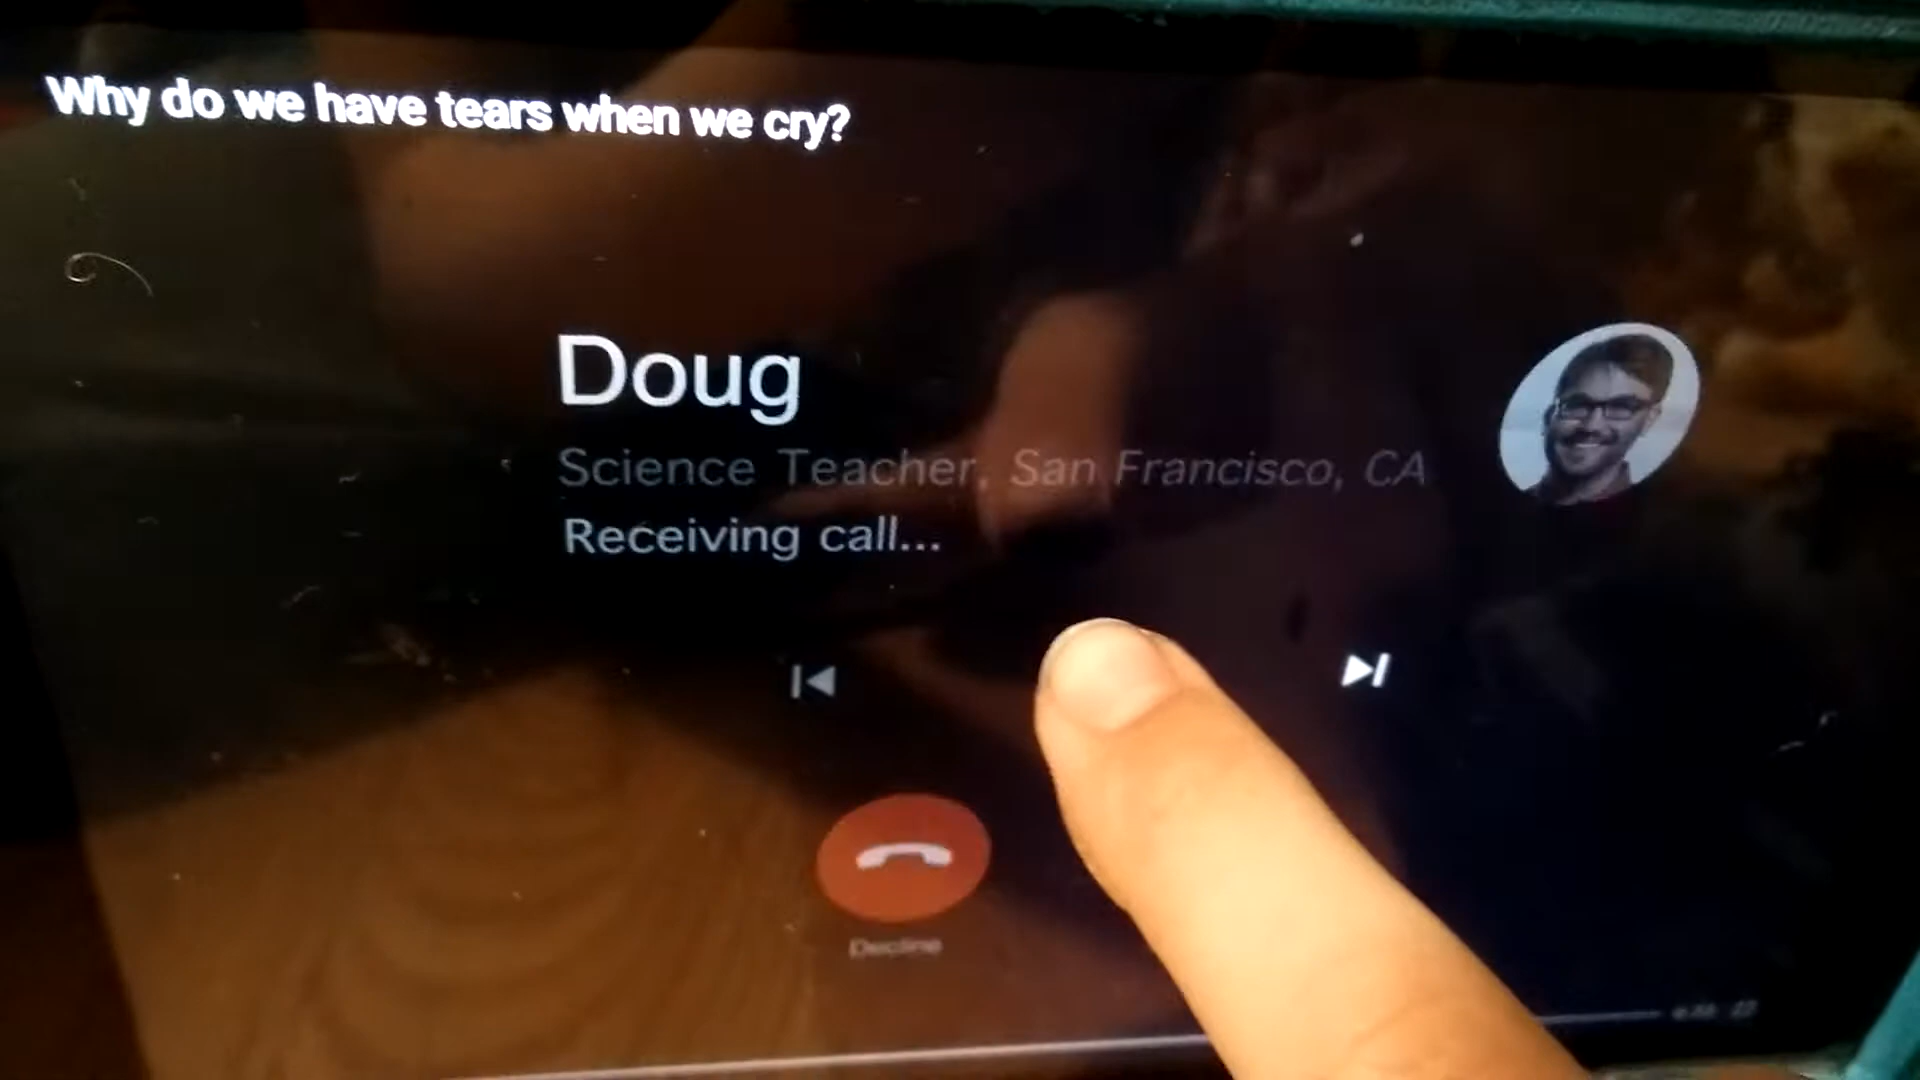 Why do we have tears when we cry?
Doug
Science Teacher, San Francisco, CA
Receiving call...
Decline